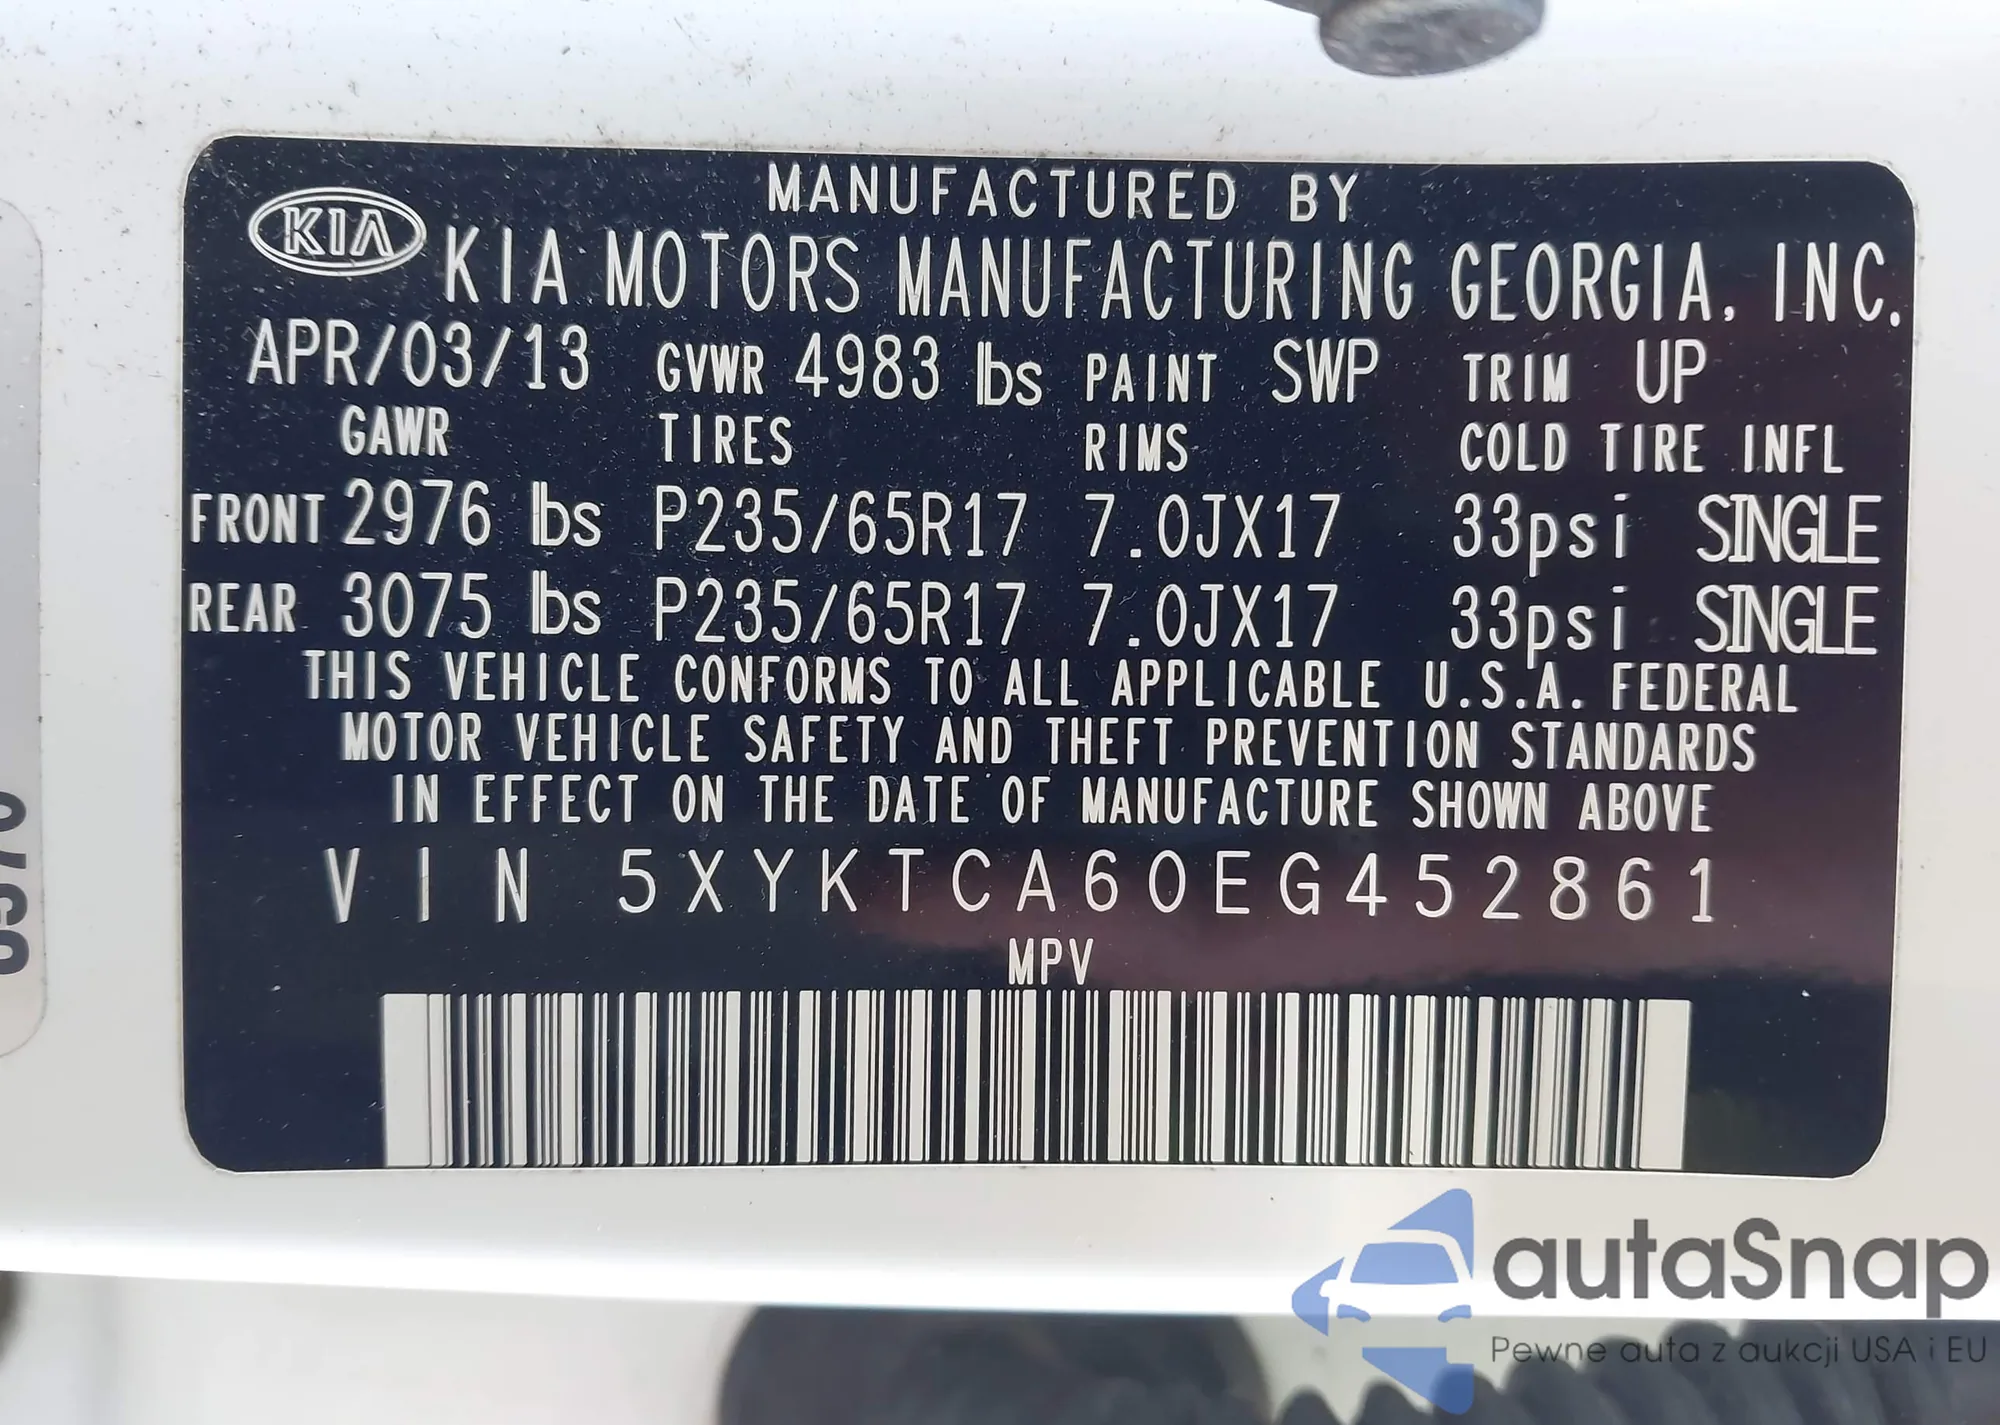 MANUFACTURED BY
KIA KIA MOTORS MANUFACTURING GEORGIA, INC.
APR/03/13 GVWR 4983 lbs PAINT SWP TRIM UP
GAWR TIRES RIMS COLD TIRE INFL
FRONT 2976 lbs P235/65R17 7.0JX17 33psi SINGLE
REAR 3075 lbs P235/65R17 7.0JX17 33psi SINGLE
THIS VEHICLE CONFORMS TO ALL APPLICABLE U.S.A. FEDERAL
MOTOR VEHICLE SAFETY AND THEFT PREVENTION STANDARDS
IN EFFECT ON THE DATE OF MANUFACTURE SHOWN ABOVE
VIN 5XYKTCA60EG452861
MPV
autaSnap
Pewne auta z aukcji USA i EU